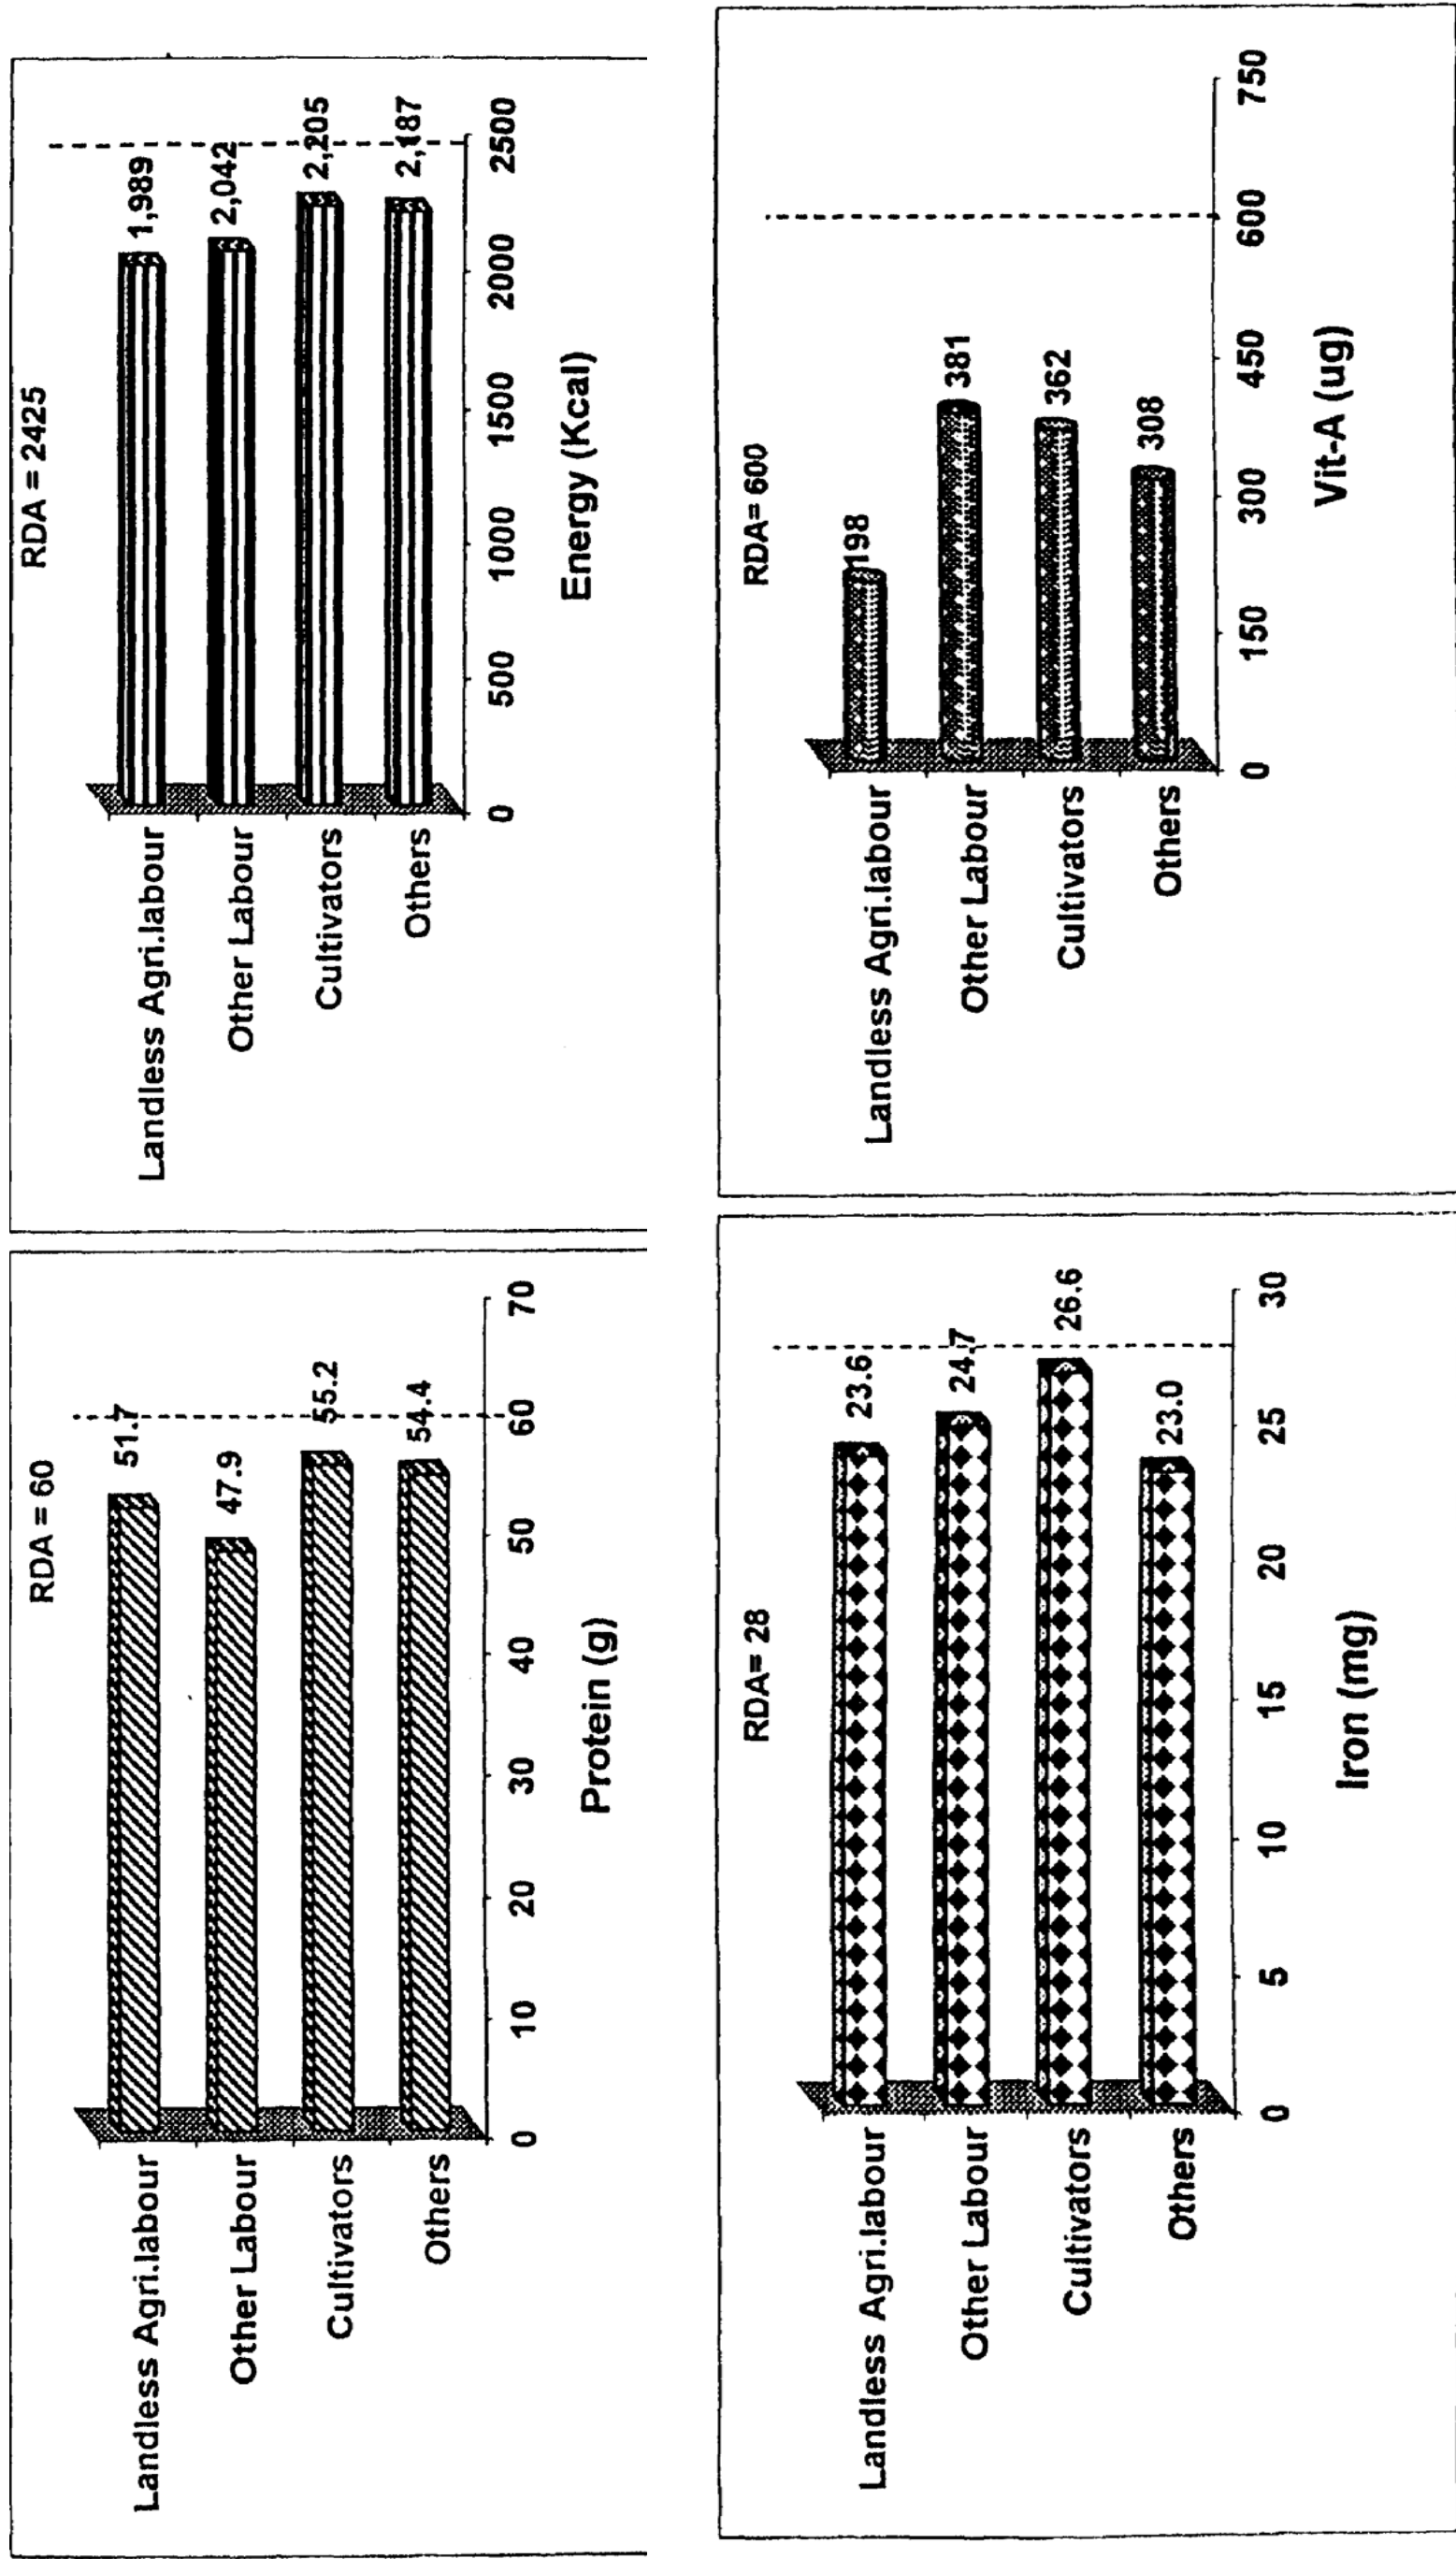 RDA = 60
Landless Agri.labour 51.7
Other Labour 47.9
Cultivators 55.2
Others 54.4
0 10 20 30 40 50 60 70
Protein (g)
RDA = 2425
Landless Agri.labour 1,989
Other Labour 2,042
Cultivators 2,205
Others 2,187
0 500 1000 1500 2000 2500
Energy (Kcal)
RDA= 28
Landless Agri.labour 23.6
Other Labour 24.7
Cultivators 26.6
Others 23.0
0 5 10 15 20 25 30
Iron (mg)
RDA= 600
Landless Agri.labour 198
Other Labour 381
Cultivators 362
Others 308
0 150 300 450 600 750
Vit-A (ug)